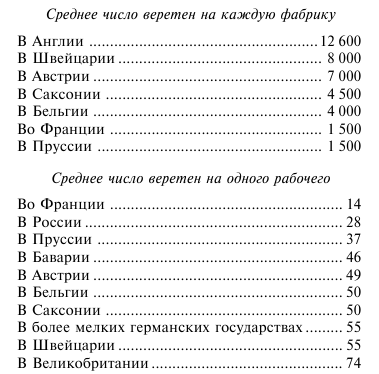 Среднее число веретен на каждую фабрику
В Англии ........................................ 12 600
В Швейцарии ................................... 8 000
В Австрии ....................................... 7 000
В Саксонии ...................................... 4 500
В Бельгии ....................................... 4 000
Во Франции ..................................... 1 500
В Пруссии ....................................... 1 500
Среднее число веретен на одного рабочего
Во Франции ........................................ 14
В России ............................................ 28
В Пруссии .......................................... 37
В Баварии .......................................... 46
В Австрии .......................................... 49
В Бельгии .......................................... 50
В Саксонии ......................................... 50
В более мелких германских государствах ........ 55
В Швейцарии ....................................... 55
В Великобритании ................................. 74